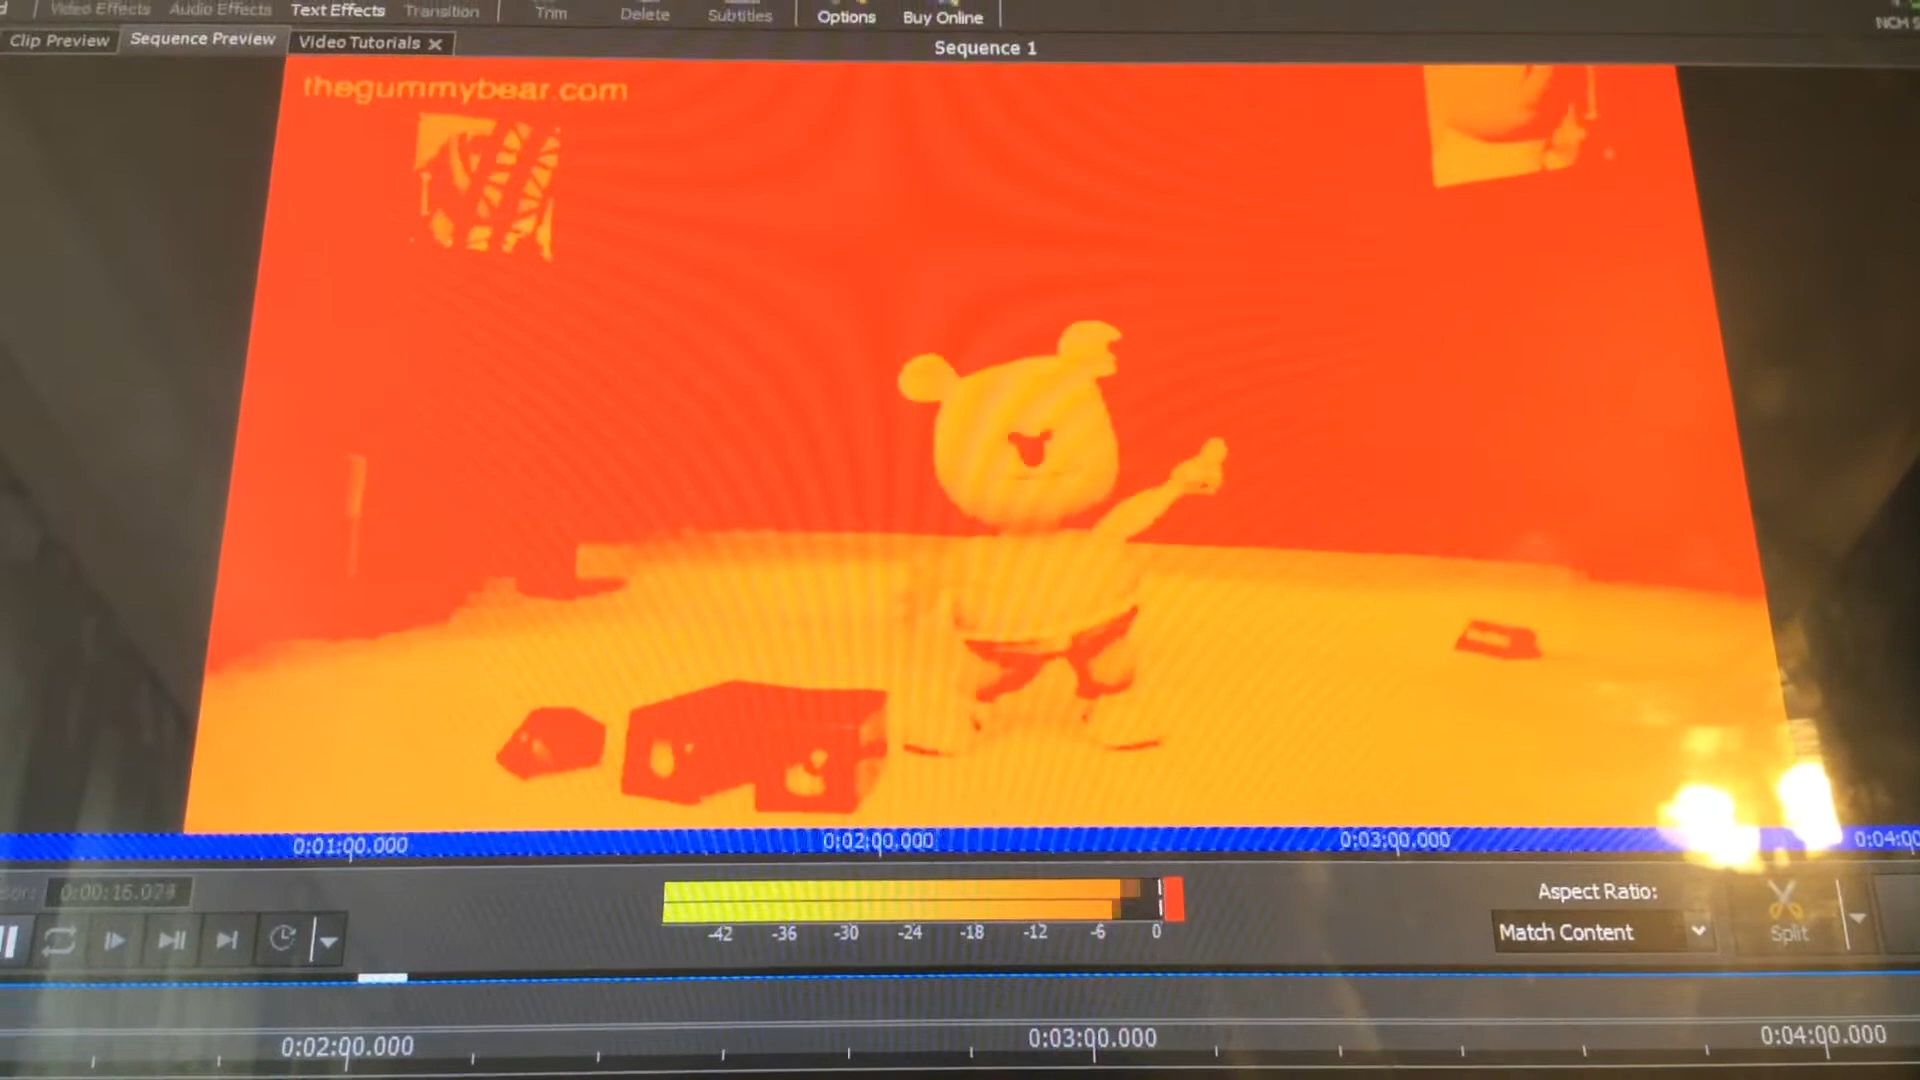 Video Effects Audio Effects Text Effects Transition Trim Delete Subtitles Options Buy Online
NCH
Clip Preview Sequence Preview Video Tutorials x
Sequence 1
thegummybear.com
0:01:00.000 0:02:00.000 0:03:00.000
0:00:16.028
Aspect Ratio:
-42 -36 -30 -24 -18 -12 -6 0
Match Content
Split
0:02:00.000 0:03:00.000 0:04:00.000